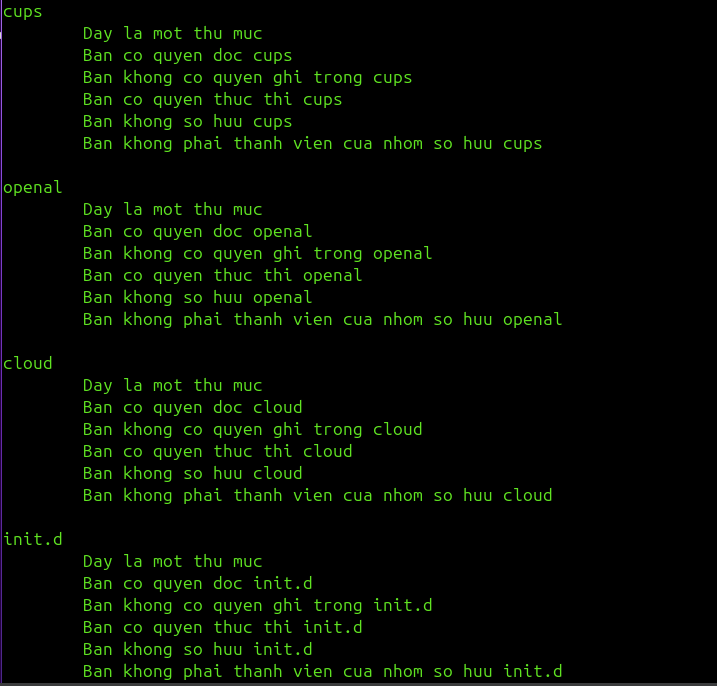 cups
Day la mot thu muc
Ban co quyen doc cups
Ban khong co quyen ghi trong cups
Ban co quyen thuc thi cups
Ban khong so huu cups
Ban khong phai thanh vien cua nhom so huu cups
openal
Day la mot thu muc
Ban co quyen doc openal
Ban khong co quyen ghi trong openal
Ban co quyen thuc thi openal
Ban khong so huu openal
Ban khong phai thanh vien cua nhom so huu openal
cloud
Day la mot thu muc
Ban co quyen doc cloud
Ban khong co quyen ghi trong cloud
Ban co quyen thuc thi cloud
Ban khong so huu cloud
Ban khong phai thanh vien cua nhom so huu cloud
init.d
Day la mot thu muc
Ban co quyen doc init.d
Ban khong co quyen ghi trong init.d
Ban co quyen thuc thi init.d
Ban khong so huu init.d
Ban khong phai thanh vien cua nhom so huu init.d